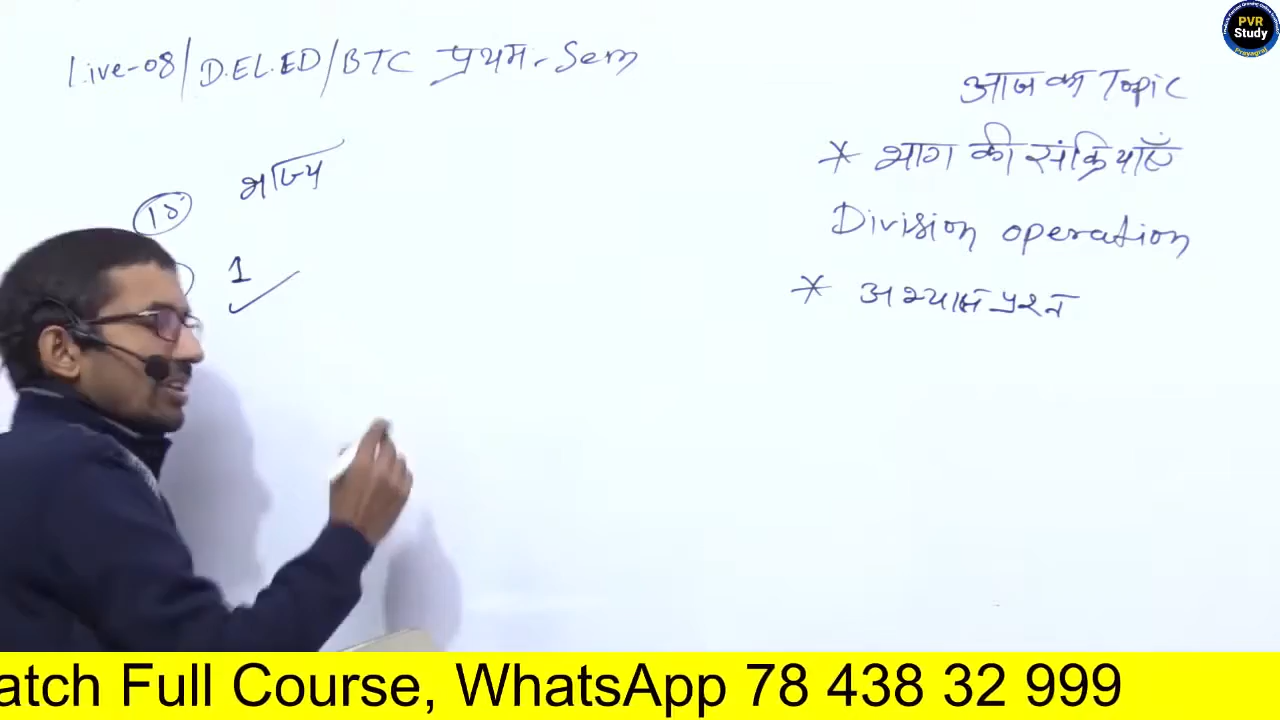 Live-08/D.EL.ED/BTC प्रथम- Sem
आज का Topic
* भाग की संक्रियाएँ
Division operation
* अभ्यास प्रश्न
भाज्य
1
PVR
Study
Prayagraj
atch Full Course, WhatsApp 78 438 32 999